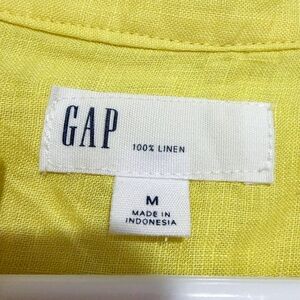 GAP
100% LINEN
M
MADE IN
INDONESIA